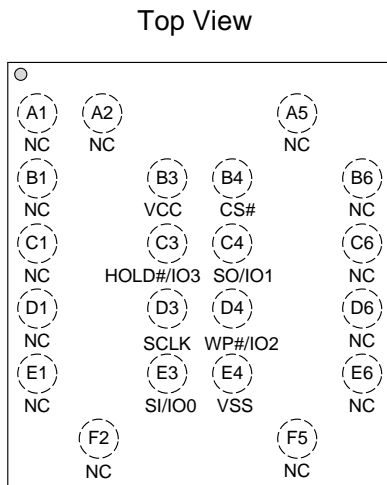 Top View
A1 A2 A5
NC NC NC
B1 B3 B4 B6
NC VCC CS# NC
C1 C3 C4 C6
NC HOLD#/IO3 SO/IO1 NC
D1 D3 D4 D6
NC SCLK WP#/IO2 NC
E1 E3 E4 E6
NC SI/IO0 VSS NC
F2 F5
NC NC